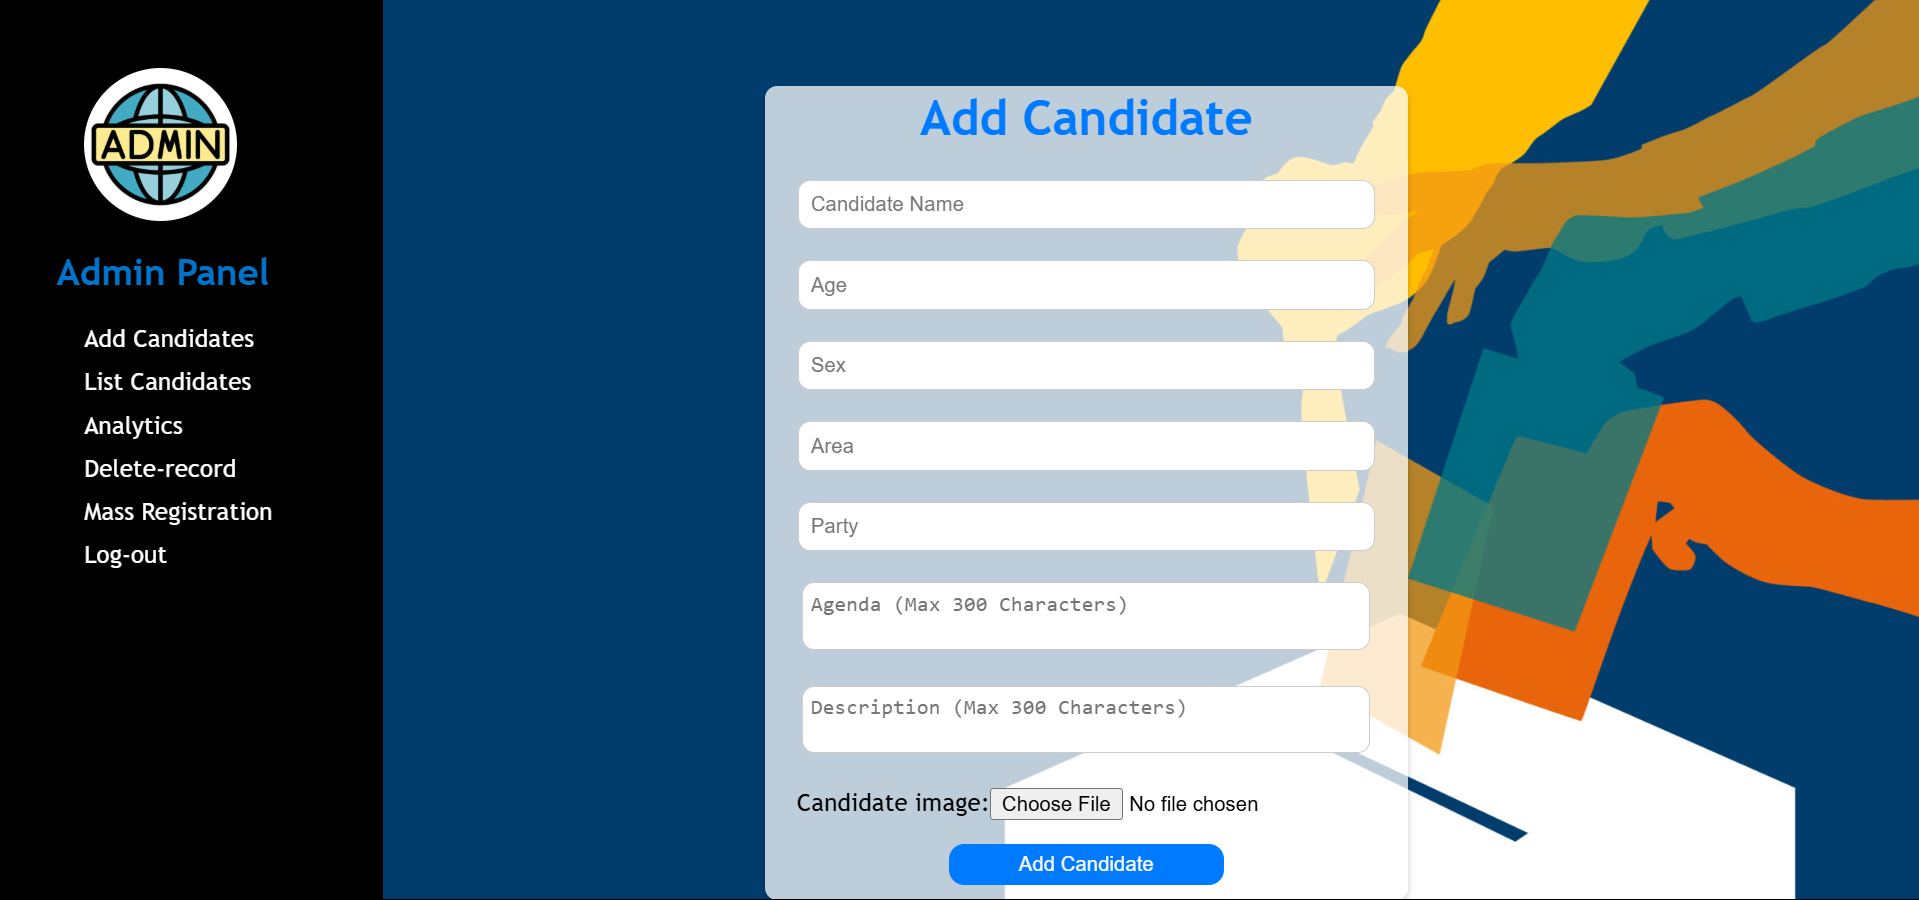 ADMIN
Admin Panel
Add Candidates
List Candidates
Analytics
Delete-record
Mass Registration
Log-out
Add Candidate
Candidate Name
Age
Sex
Area
Party
Agenda (Max 300 Characters)
Description (Max 300 Characters)
Candidate image: Choose File No file chosen
Add Candidate